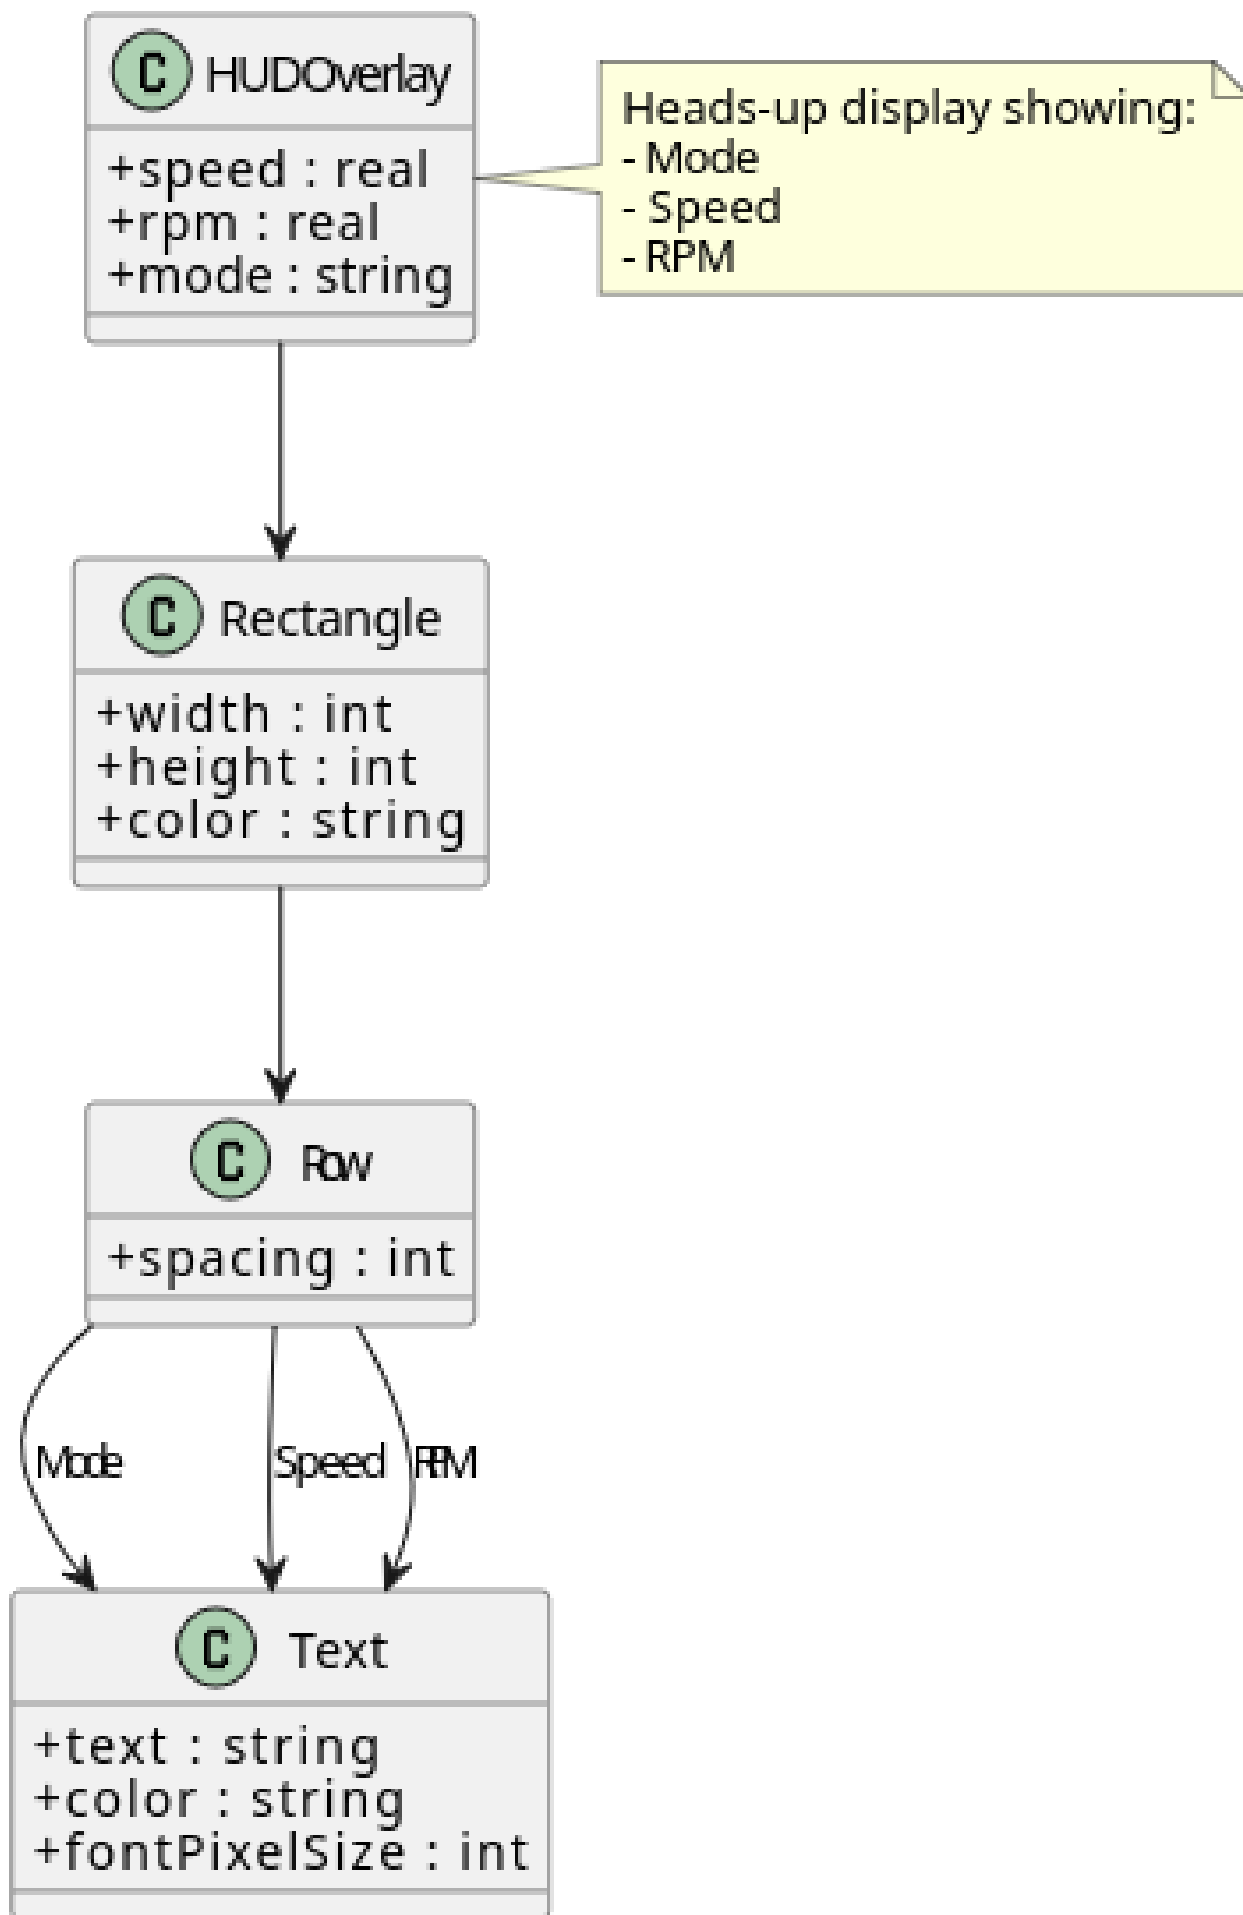 C HUDOverlay
+speed : real
+rpm : real
+mode : string
Heads-up display showing:
- Mode
- Speed
- RPM
C Rectangle
+width : int
+height : int
+color : string
C Row
+spacing : int
Mode Speed RPM
C Text
+text : string
+color : string
+fontPixelSize : int